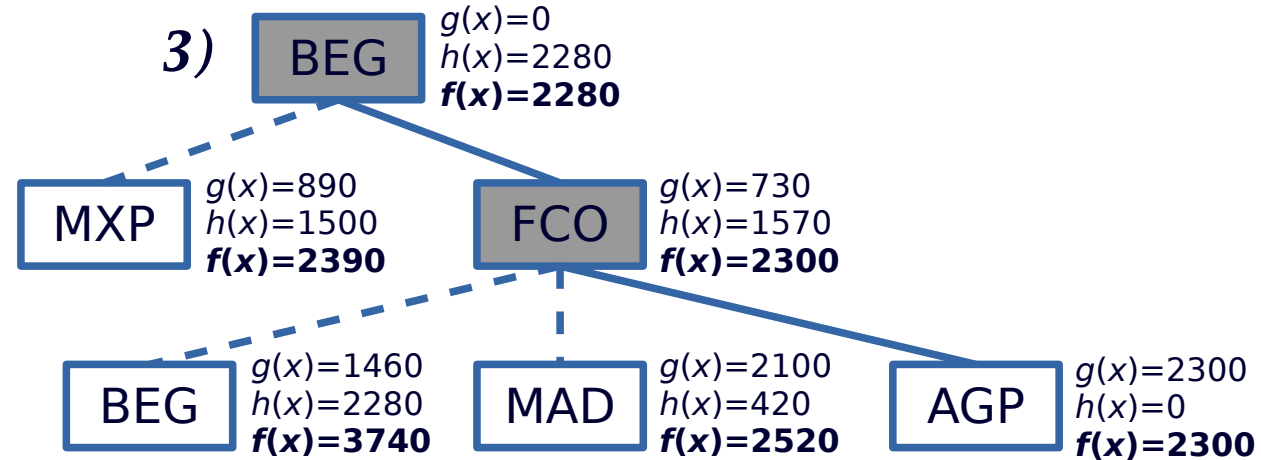 3)
BEG
g(x)=0
h(x)=2280
f(x)=2280
MXP
g(x)=890
h(x)=1500
f(x)=2390
FCO
g(x)=730
h(x)=1570
f(x)=2300
BEG
g(x)=1460
h(x)=2280
f(x)=3740
MAD
g(x)=2100
h(x)=420
f(x)=2520
AGP
g(x)=2300
h(x)=0
f(x)=2300